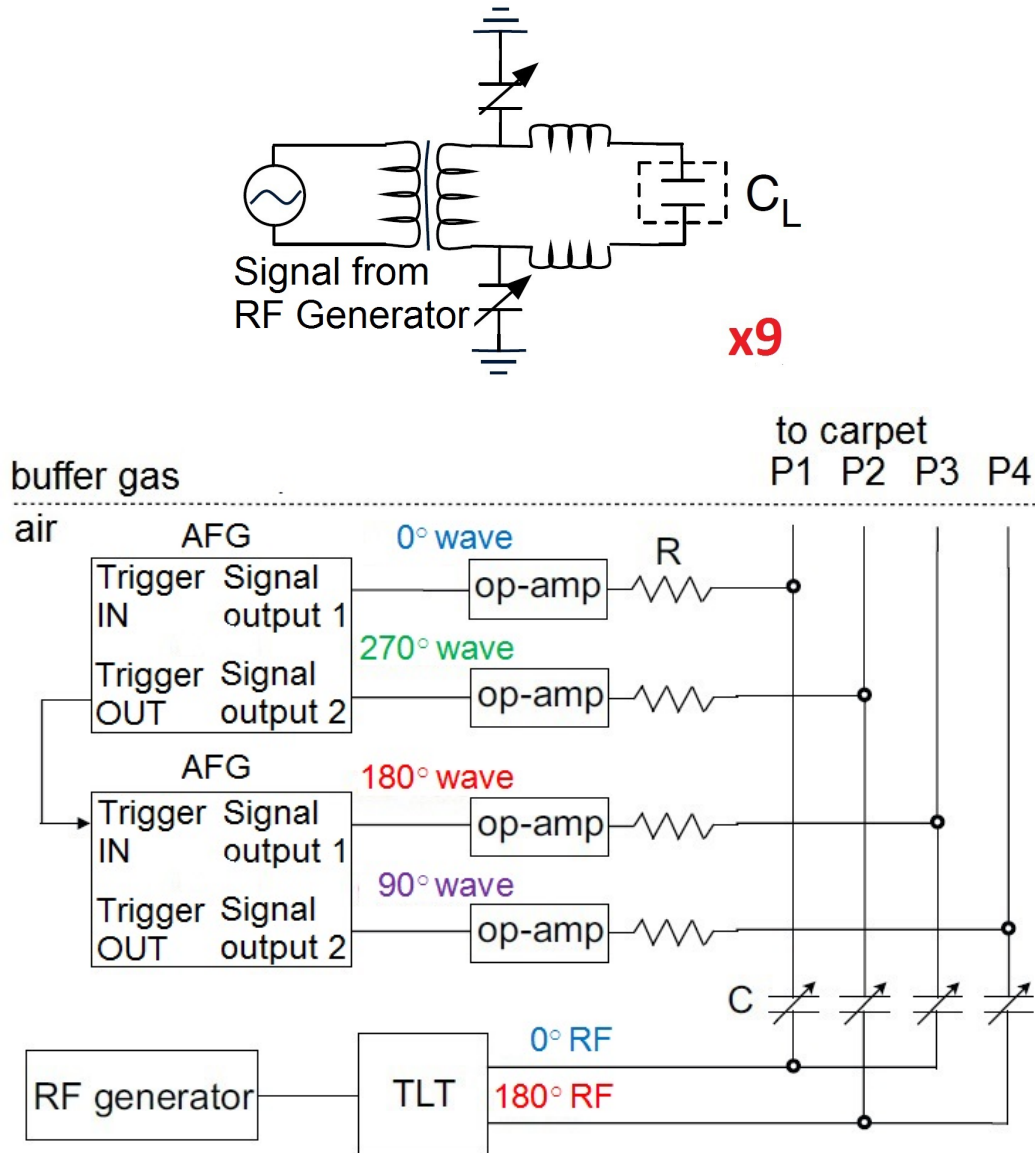 C_L
Signal from
RF Generator
x9
to carpet
buffer gas
P1 P2 P3 P4
air
AFG
0° wave
R
Trigger Signal
IN output 1
op-amp
270° wave
Trigger Signal
OUT output 2
op-amp
AFG
180° wave
Trigger Signal
IN output 1
op-amp
90° wave
Trigger Signal
OUT output 2
op-amp
C
0° RF
RF generator
TLT
180° RF